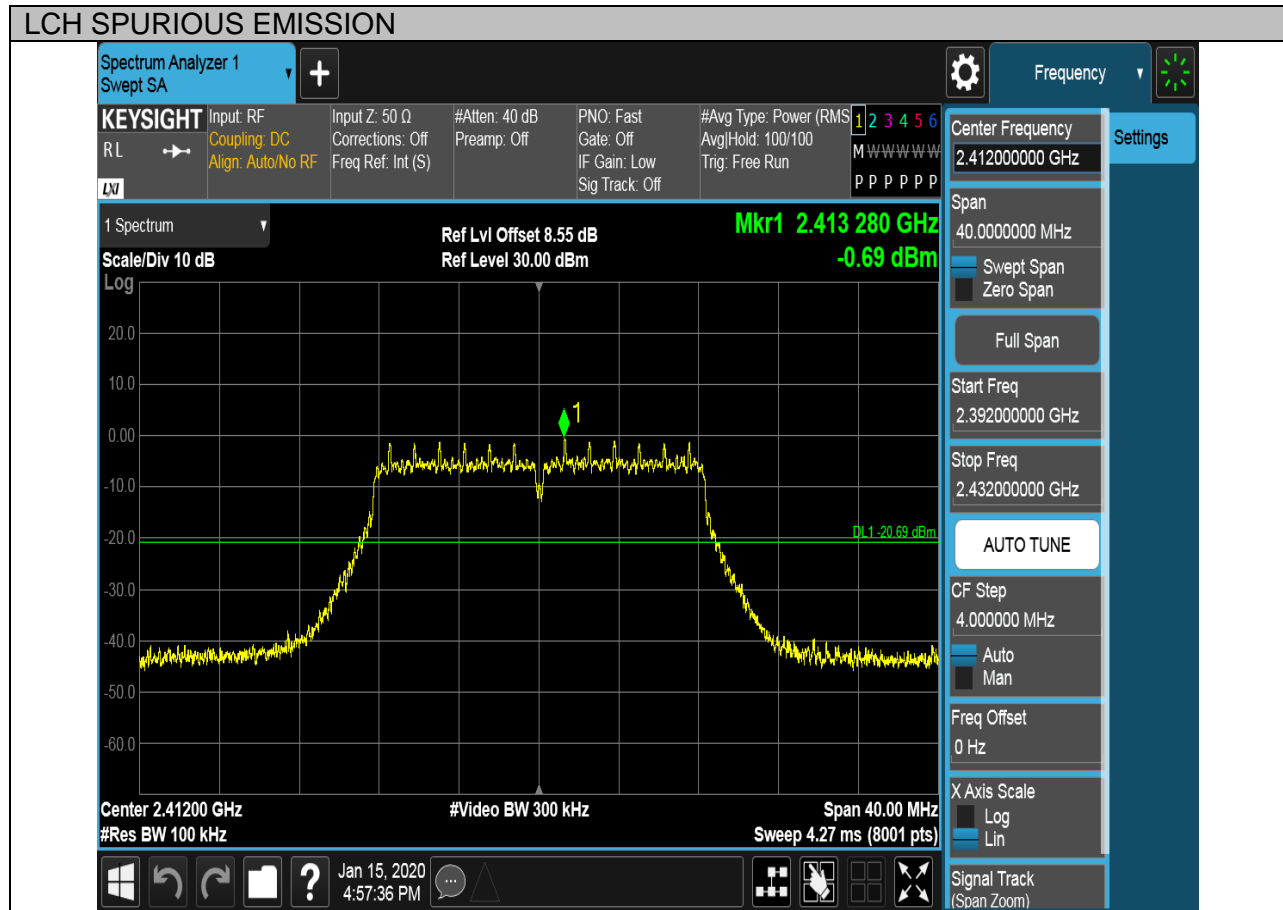 LCH SPURIOUS EMISSION
Spectrum Analyzer 1
Swept SA
+
Frequency
KEYSIGHT
RL
LXI
Input: RF
Coupling: DC
Align: Auto/No RF
Input Z: 50 Ω
Corrections: Off
Freq Ref: Int (S)
#Atten: 40 dB
Preamp: Off
PNO: Fast
Gate: Off
IF Gain: Low
Sig Track: Off
#Avg Type: Power (RMS
Avg|Hold: 100/100
Trig: Free Run
1 2 3 4 5 6
M W W W W W
P P P P P P
1 Spectrum
Scale/Div 10 dB
Ref Lvl Offset 8.55 dB
Ref Level 30.00 dBm
Mkr1 2.413 280 GHz
-0.69 dBm
Log
20.0
10.0
0.00
-10.0
-20.0
-30.0
-40.0
-50.0
-60.0
1
DL1 -20.69 dBm
Center 2.41200 GHz
#Res BW 100 kHz
#Video BW 300 kHz
Span 40.00 MHz
Sweep 4.27 ms (8001 pts)
?
Jan 15, 2020
4:57:36 PM
Center Frequency
2.412000000 GHz
Settings
Span
40.0000000 MHz
Swept Span
Zero Span
Full Span
Start Freq
2.392000000 GHz
Stop Freq
2.432000000 GHz
AUTO TUNE
CF Step
4.000000 MHz
Auto
Man
Freq Offset
0 Hz
X Axis Scale
Log
Lin
Signal Track
(Span Zoom)